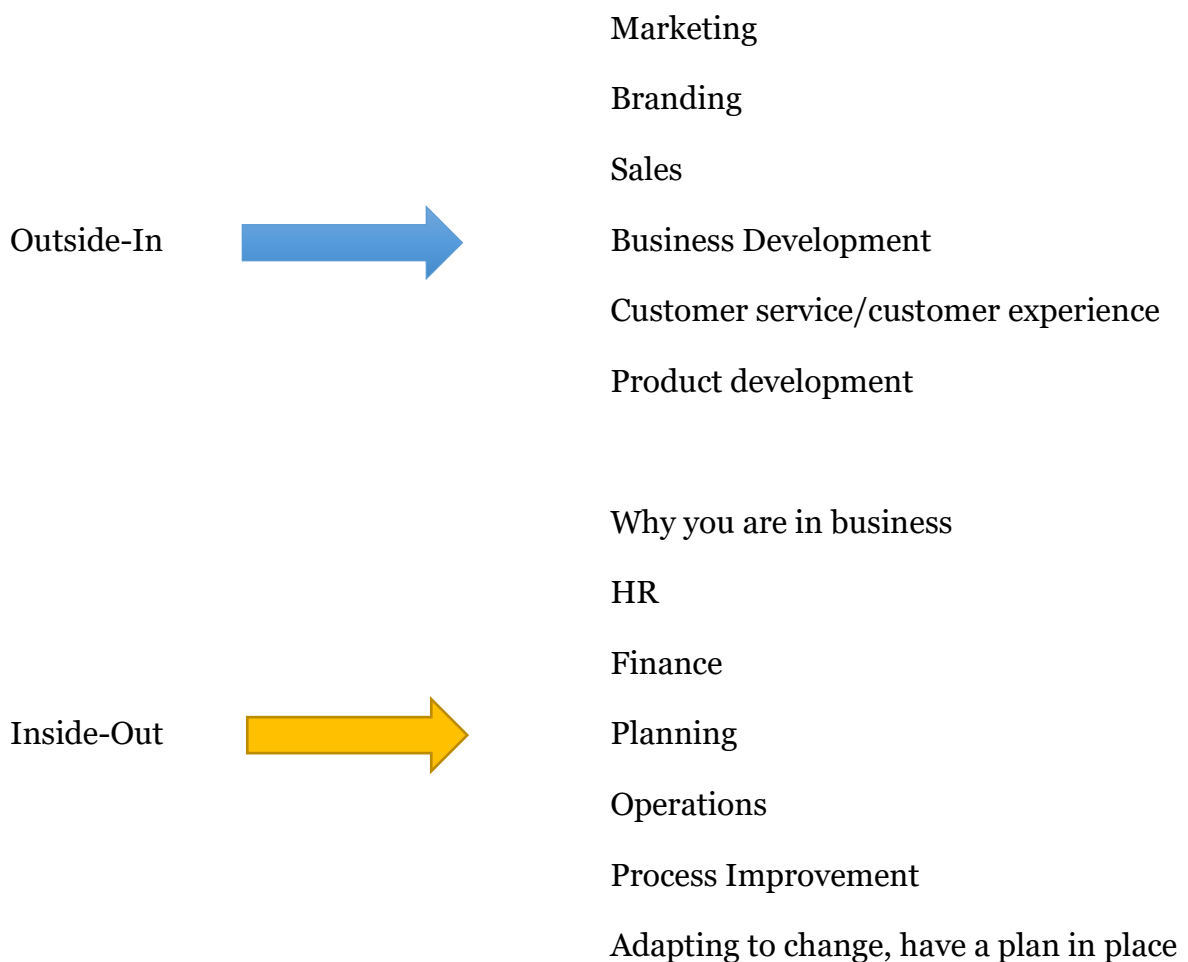 Marketing
Branding
Sales
Outside-In
Business Development
Customer service/customer experience
Product development
Why you are in business
HR
Finance
Inside-Out
Planning
Operations
Process Improvement
Adapting to change, have a plan in place